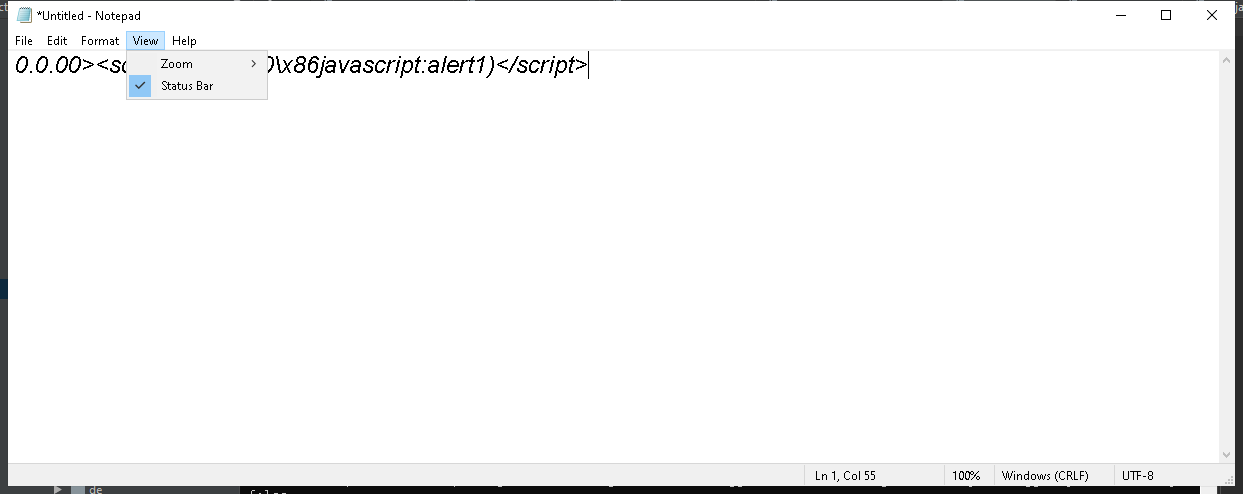 *Untitled - Notepad
File Edit Format View Help
0.0.00><sc 0\x86javascript:alert1)</script>
Zoom
Status Bar
Ln 1, Col 55 100% Windows (CRLF) UTF-8
de